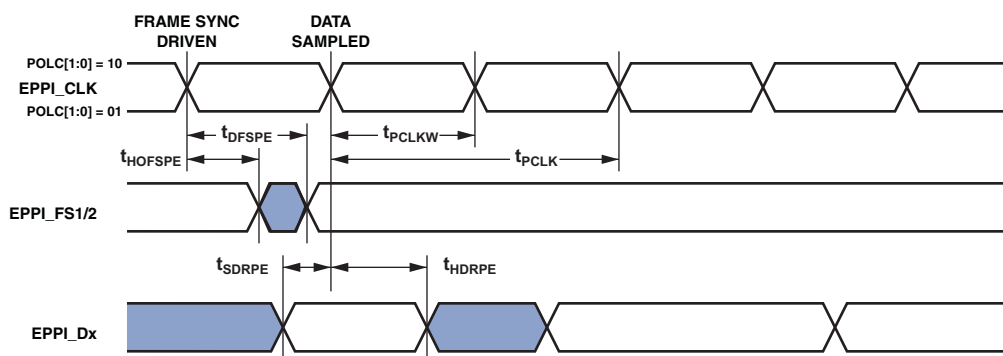 FRAME SYNC
DRIVEN
DATA
SAMPLED
POLC[1:0] = 10
EPPI_CLK
POLC[1:0] = 01
tDFSPE
tPCLKW
tHOFSPE
tPCLK
EPPI_FS1/2
tSDRPE
tHDRPE
EPPI_Dx